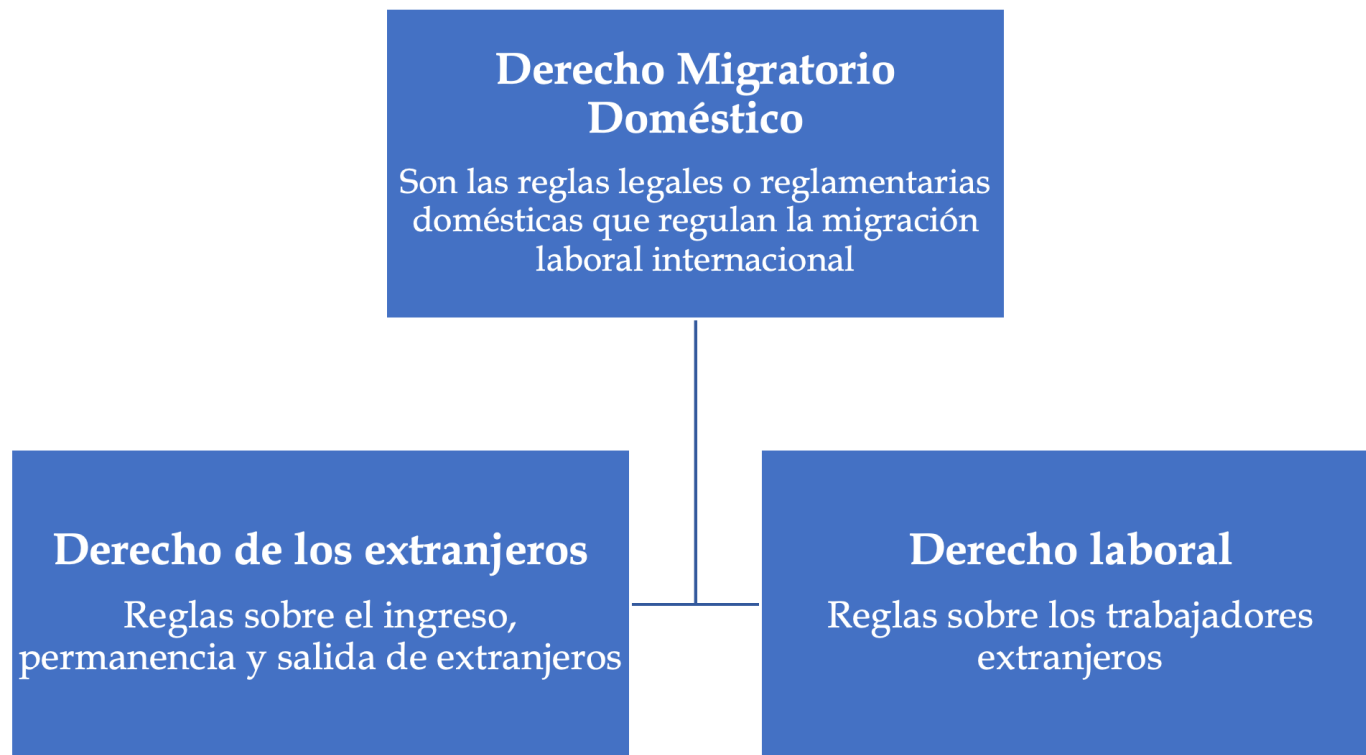 Derecho Migratorio
Doméstico
Son las reglas legales o reglamentarias
domésticas que regulan la migración
laboral internacional
Derecho de los extranjeros
Reglas sobre el ingreso,
permanencia y salida de extranjeros
Derecho laboral
Reglas sobre los trabajadores
extranjeros